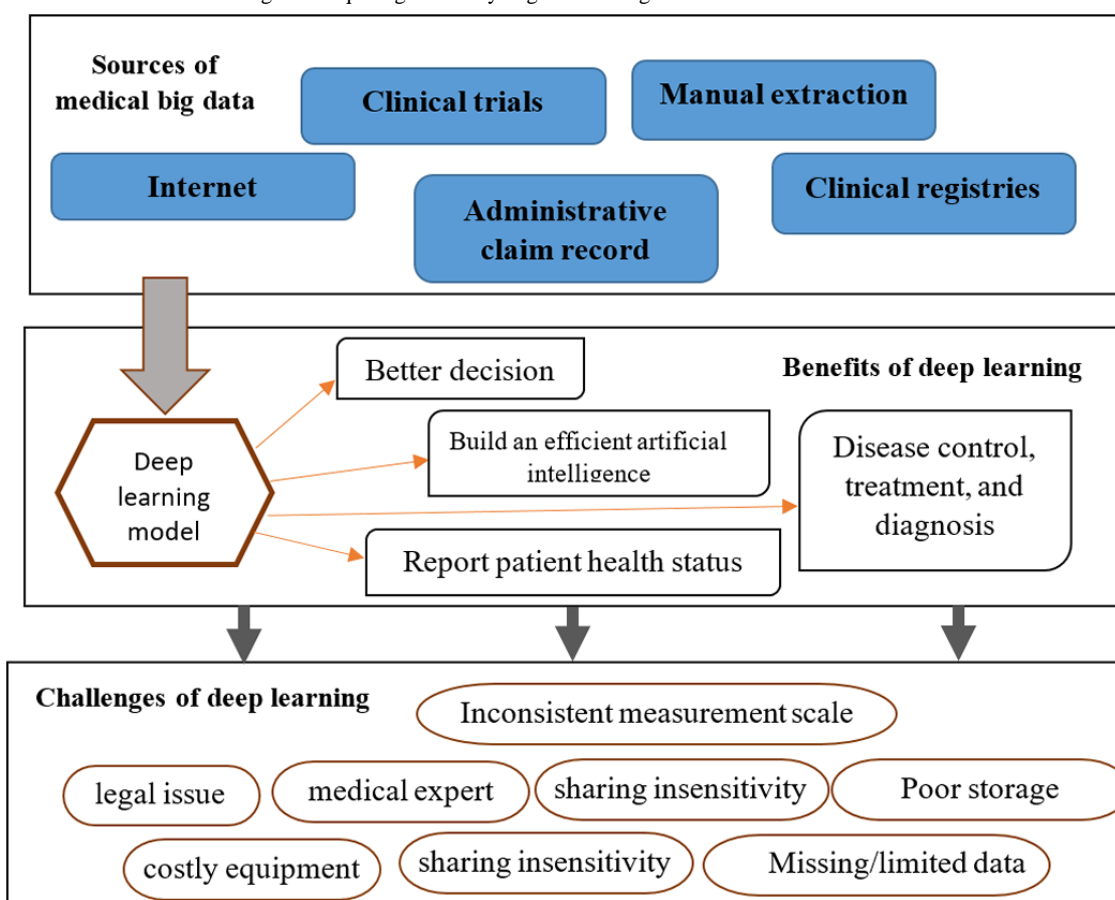 Sources of
medical big data
Clinical trials
Manual extraction
Internet
Administrative
claim record
Clinical registries
Benefits of deep learning
Better decision
Deep
learning
model
Build an efficient artificial
intelligence
Disease control,
treatment, and
diagnosis
Report patient health status
Challenges of deep learning
Inconsistent measurement scale
legal issue
medical expert
sharing insensitivity
Poor storage
costly equipment
sharing insensitivity
Missing/limited data